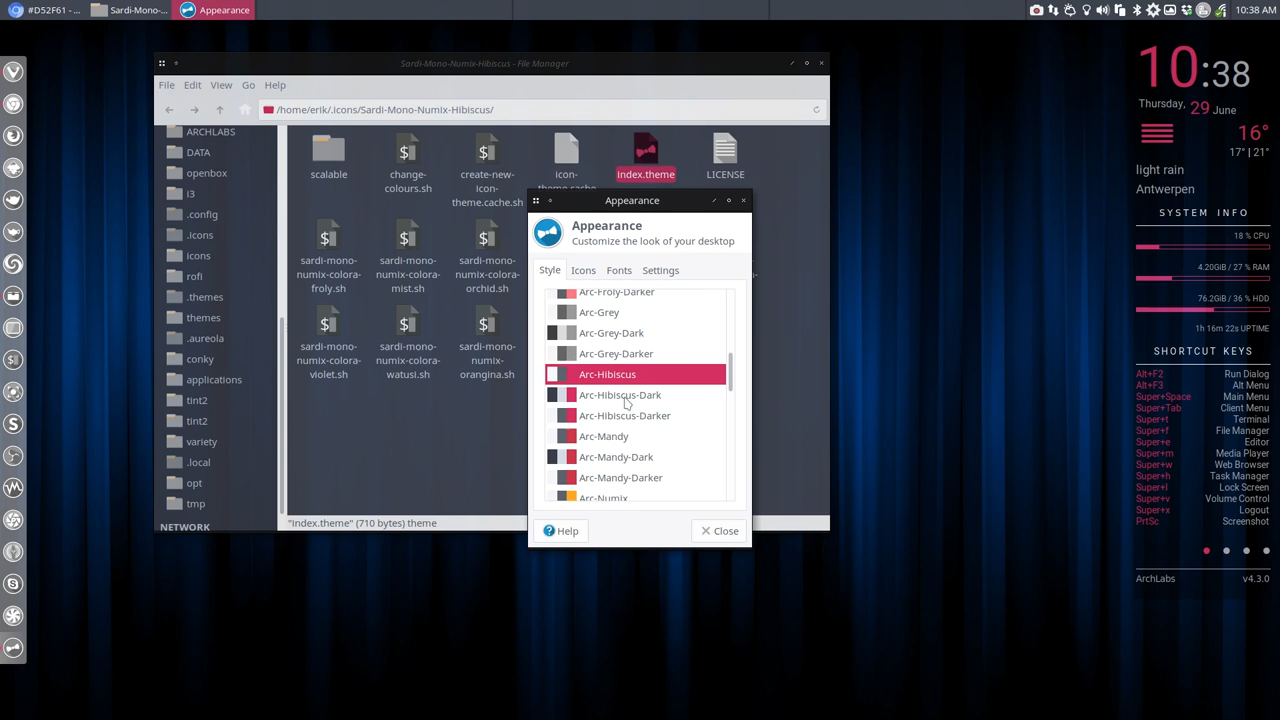 #D52F61 - ...
Sardi-Mono-...
Appearance
10:38 AM
Sardi-Mono-Numix-Hibiscus - File Manager
File Edit View Go Help
/home/erik/.icons/Sardi-Mono-Numix-Hibiscus/
ARCHLABS
DATA
openbox
i3
.config
.icons
icons
rofi
.themes
themes
.aureola
conky
applications
tint2
tint2
variety
.local
opt
tmp
NETWORK
scalable
change-
colours.sh
create-new-
icon-
theme.cache.sh
icon-
theme.cache
index.theme
LICENSE
sardi-mono-
numix-colora-
froly.sh
sardi-mono-
numix-colora-
mist.sh
sardi-mono-
numix-colora-
orchid.sh
sardi-mono-
numix-colora-
violet.sh
sardi-mono-
numix-colora-
watusi.sh
sardi-mono-
numix-
orangina.sh
"index.theme" (710 bytes) theme
Appearance
Appearance
Customize the look of your desktop
Style Icons Fonts Settings
Arc-Froly-Darker
Arc-Grey
Arc-Grey-Dark
Arc-Grey-Darker
Arc-Hibiscus
Arc-Hibiscus-Dark
Arc-Hibiscus-Darker
Arc-Mandy
Arc-Mandy-Dark
Arc-Mandy-Darker
Arc-Numix
Help
Close
10:38
Thursday, 29 June
16°
17° | 21°
light rain
Antwerpen
SYSTEM INFO
18 % CPU
4.20GiB / 27 % RAM
76.2GiB / 36 % HDD
1h 16m 22s UPTIME
SHORTCUT KEYS
Alt+F2 Run Dialog
Alt+F3 Alt Menu
Super+Space Main Menu
Super+Tab Client Menu
Super+t Terminal
Super+f File Manager
Super+e Editor
Super+m Media Player
Super+w Web Browser
Super+h Task Manager
Super+l Lock Screen
Super+v Volume Control
Super+x Logout
PrtSc Screenshot
ArchLabs v4.3.0